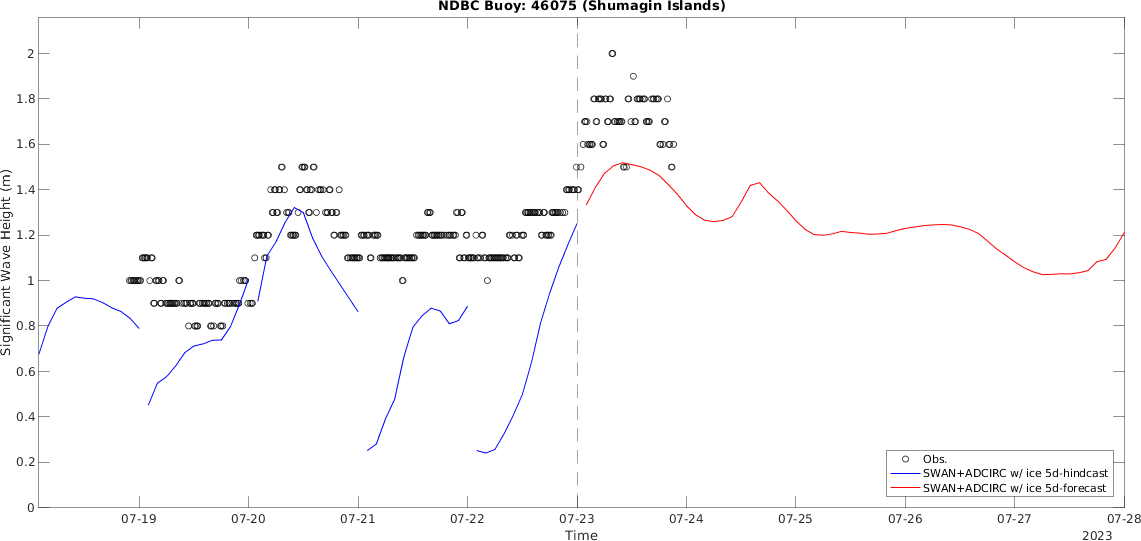 NDBC Buoy: 46075 (Shumagin Islands)
Significant Wave Height (m)
2
1.8
1.6
1.4
1.2
1
0.8
0.6
0.4
0.2
0
Obs.
SWAN+ADCIRC w/ ice 5d-hindcast
SWAN+ADCIRC w/ ice 5d-forecast
07-19 07-20 07-21 07-22 07-23 07-24 07-25 07-26 07-27 07-28
Time
2023